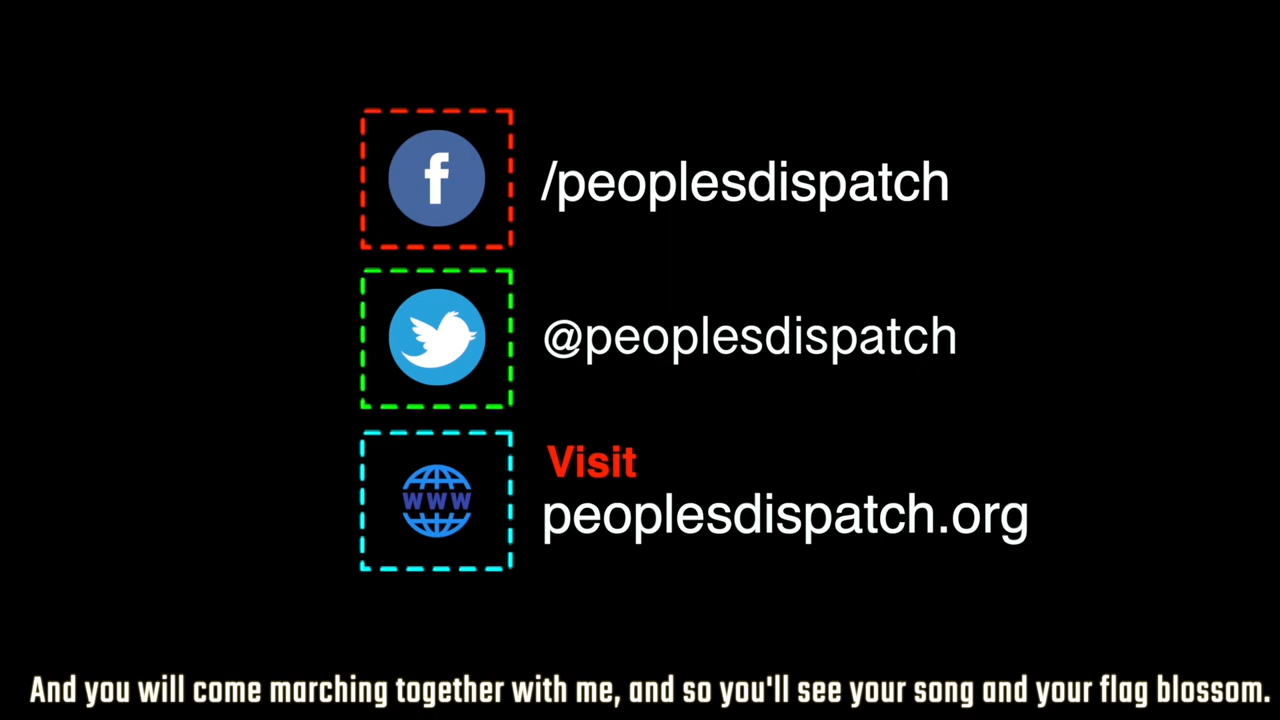 f
/peoplesdispatch
@peoplesdispatch
Visit
www
peoplesdispatch.org
And you will come marching together with me, and so you'll see your song and your flag blossom.